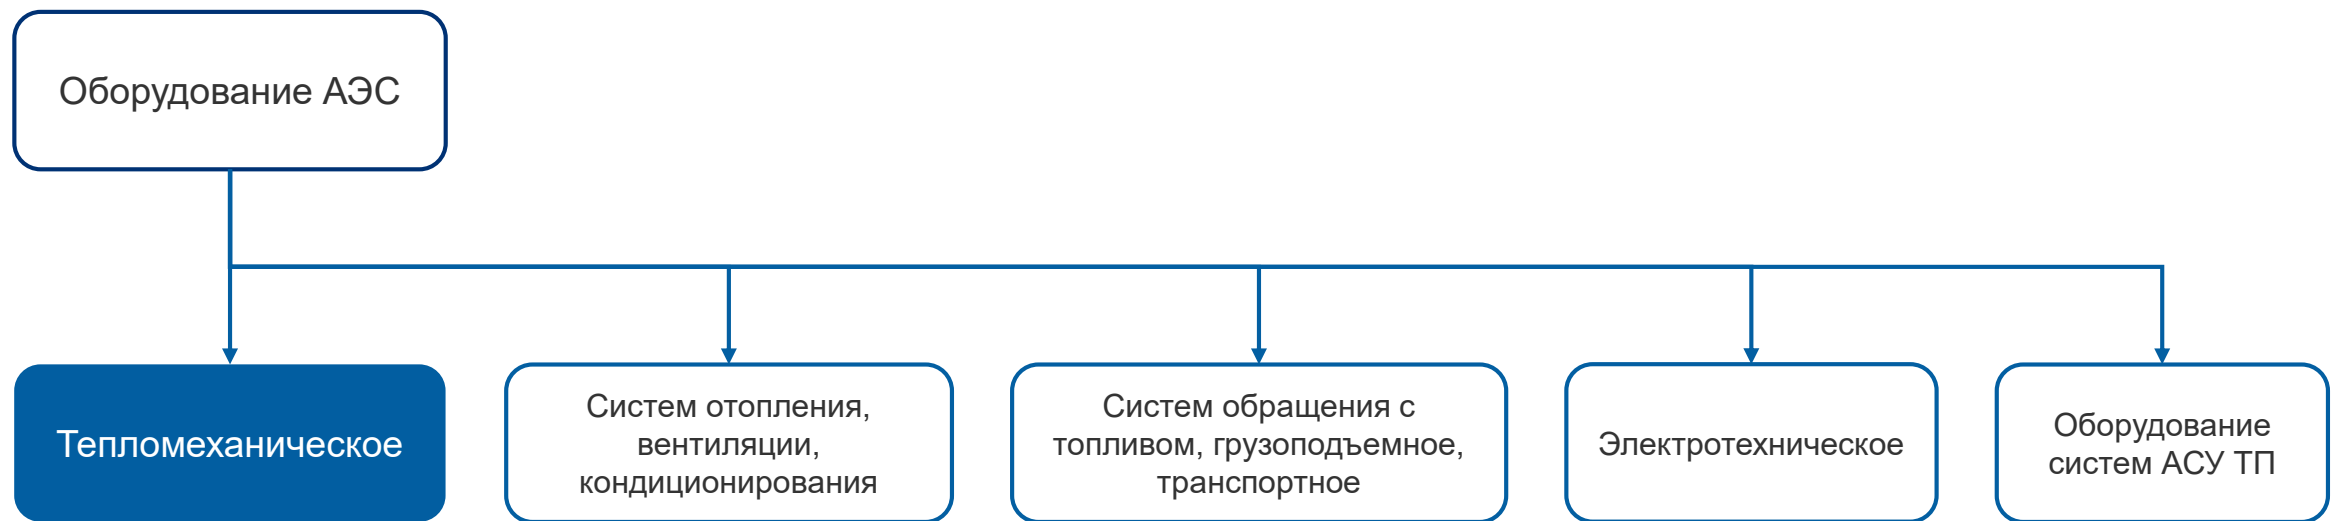 Оборудование АЭС
Тепломеханическое
Систем отопления,
вентиляции,
кондиционирования
Систем обращения с
топливом, грузоподъемное,
транспортное
Электротехническое
Оборудование
систем АСУ ТП